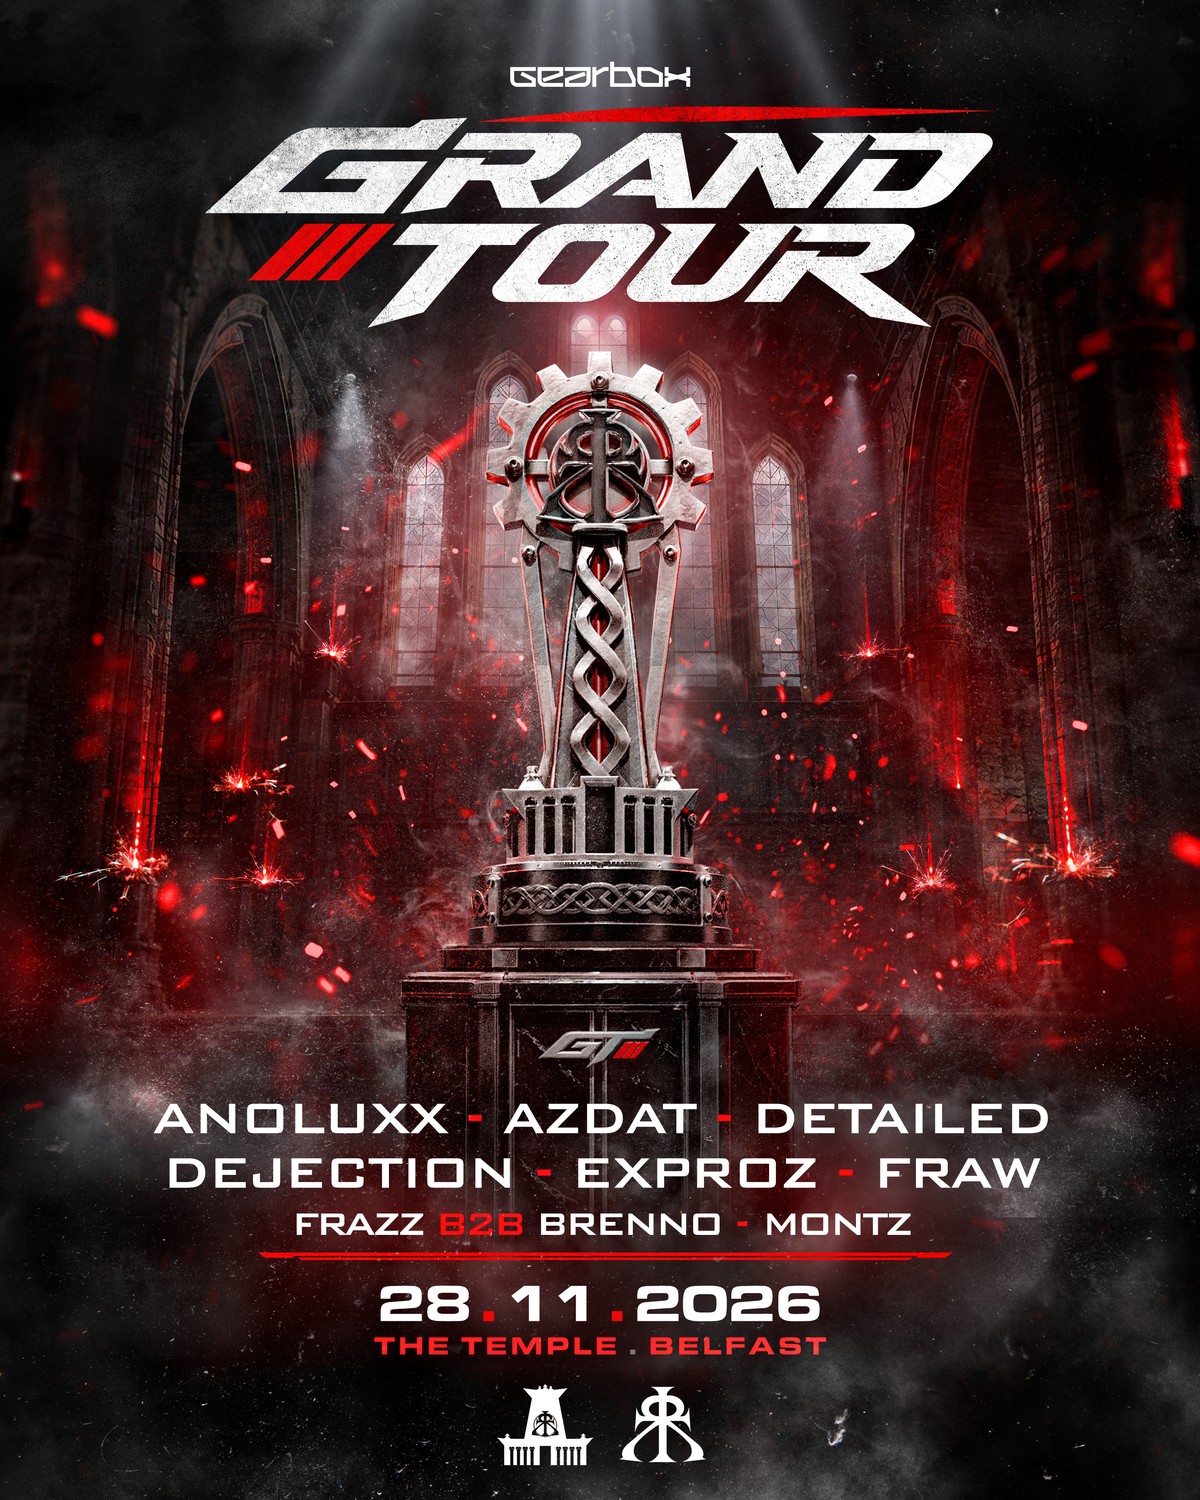 Gearbox
GRAND
TOUR
GT
ANOLUXX - AZDAT - DETAILED
DEJECTION - EXPROZ - FRAW
FRAZZ B2B BRENNO - MONTZ
28.11.2026
THE TEMPLE . BELFAST